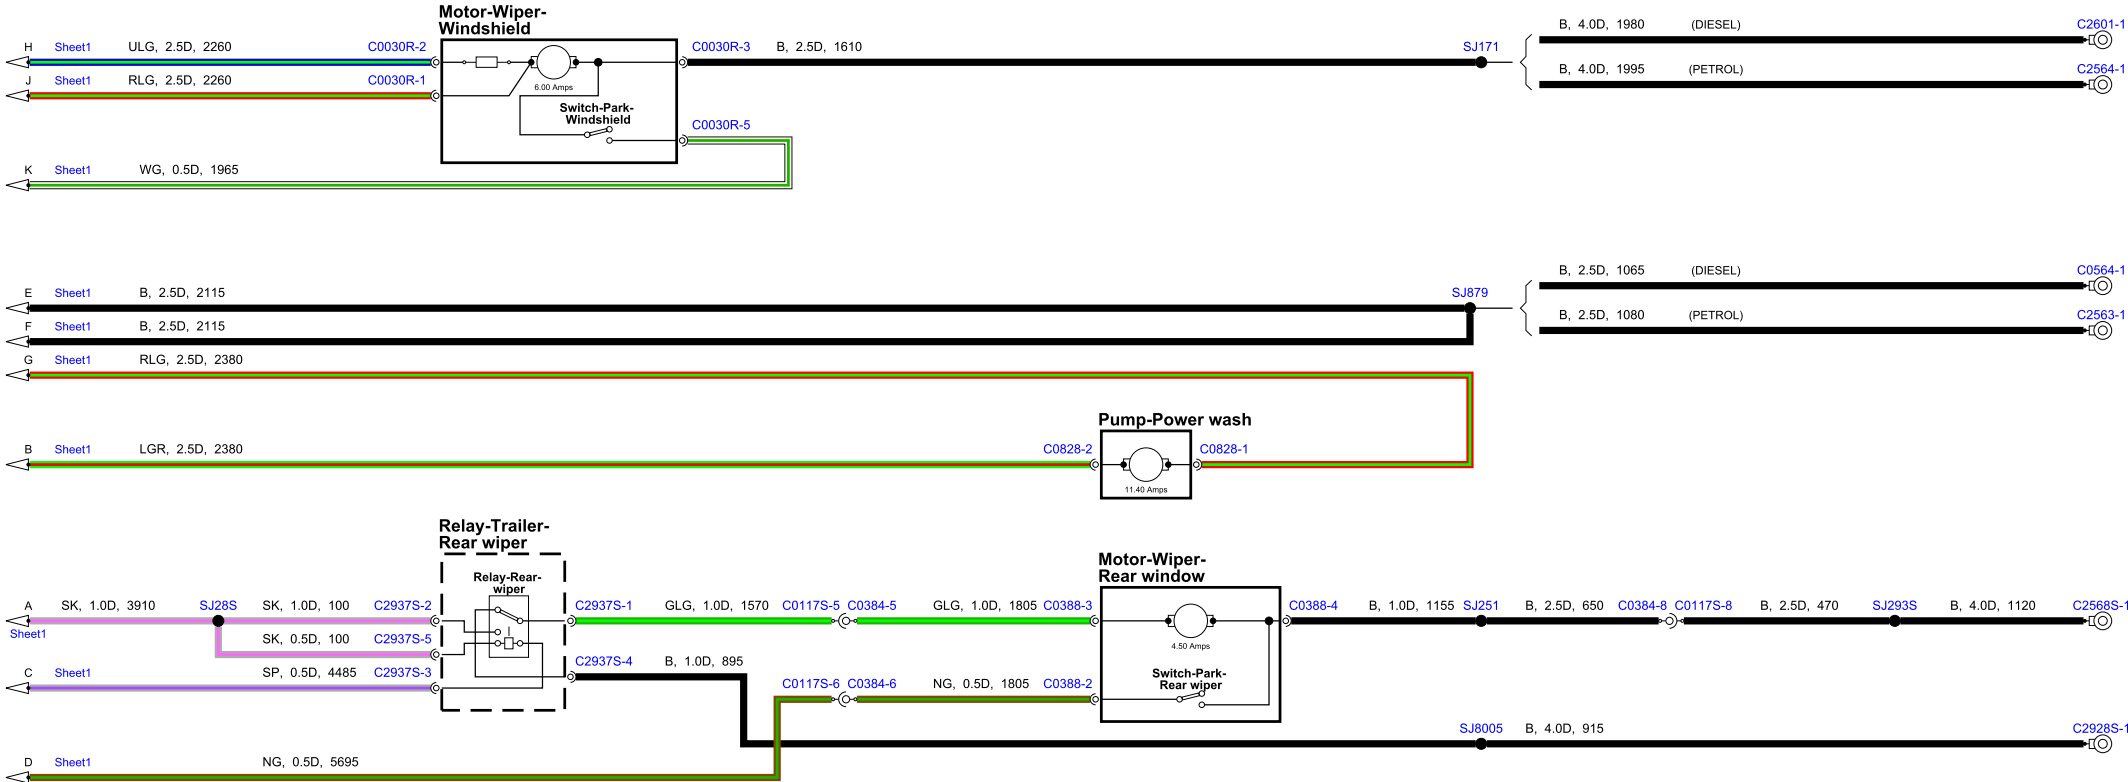 Motor-Wiper-
Windshield
H Sheet1 ULG, 2.5D, 2260 C0030R-2
C0030R-3 B, 2.5D, 1610 SJ171
B, 4.0D, 1980 (DIESEL) C2601-1
J Sheet1 RLG, 2.5D, 2260 C0030R-1
B, 4.0D, 1995 (PETROL) C2564-1
6.00 Amps
Switch-Park-
Windshield
C0030R-5
K Sheet1 WG, 0.5D, 1965
B, 2.5D, 1065 (DIESEL) C0564-1
E Sheet1 B, 2.5D, 2115 SJ879
B, 2.5D, 1080 (PETROL) C2563-1
F Sheet1 B, 2.5D, 2115
G Sheet1 RLG, 2.5D, 2380
Pump-Power wash
B Sheet1 LGR, 2.5D, 2380 C0828-2 C0828-1
11.40 Amps
Relay-Trailer-
Rear wiper
Motor-Wiper-
Rear window
Relay-Rear-
wiper
A SK, 1.0D, 3910 SJ28S SK, 1.0D, 100 C2937S-2
C2937S-1 GLG, 1.0D, 1570 C0117S-5 C0384-5 GLG, 1.0D, 1805 C0388-3
C0388-4 B, 1.0D, 1155 SJ251 B, 2.5D, 650 C0384-8 C0117S-8 B, 2.5D, 470 SJ293S B, 4.0D, 1120 C2568S-1
Sheet1
SK, 0.5D, 100 C2937S-5
4.50 Amps
C2937S-4 B, 1.0D, 895
C Sheet1 SP, 0.5D, 4485 C2937S-3
Switch-Park-
Rear wiper
C0117S-6 C0384-6 NG, 0.5D, 1805 C0388-2
SJ8005 B, 4.0D, 915 C2928S-1
D Sheet1 NG, 0.5D, 5695